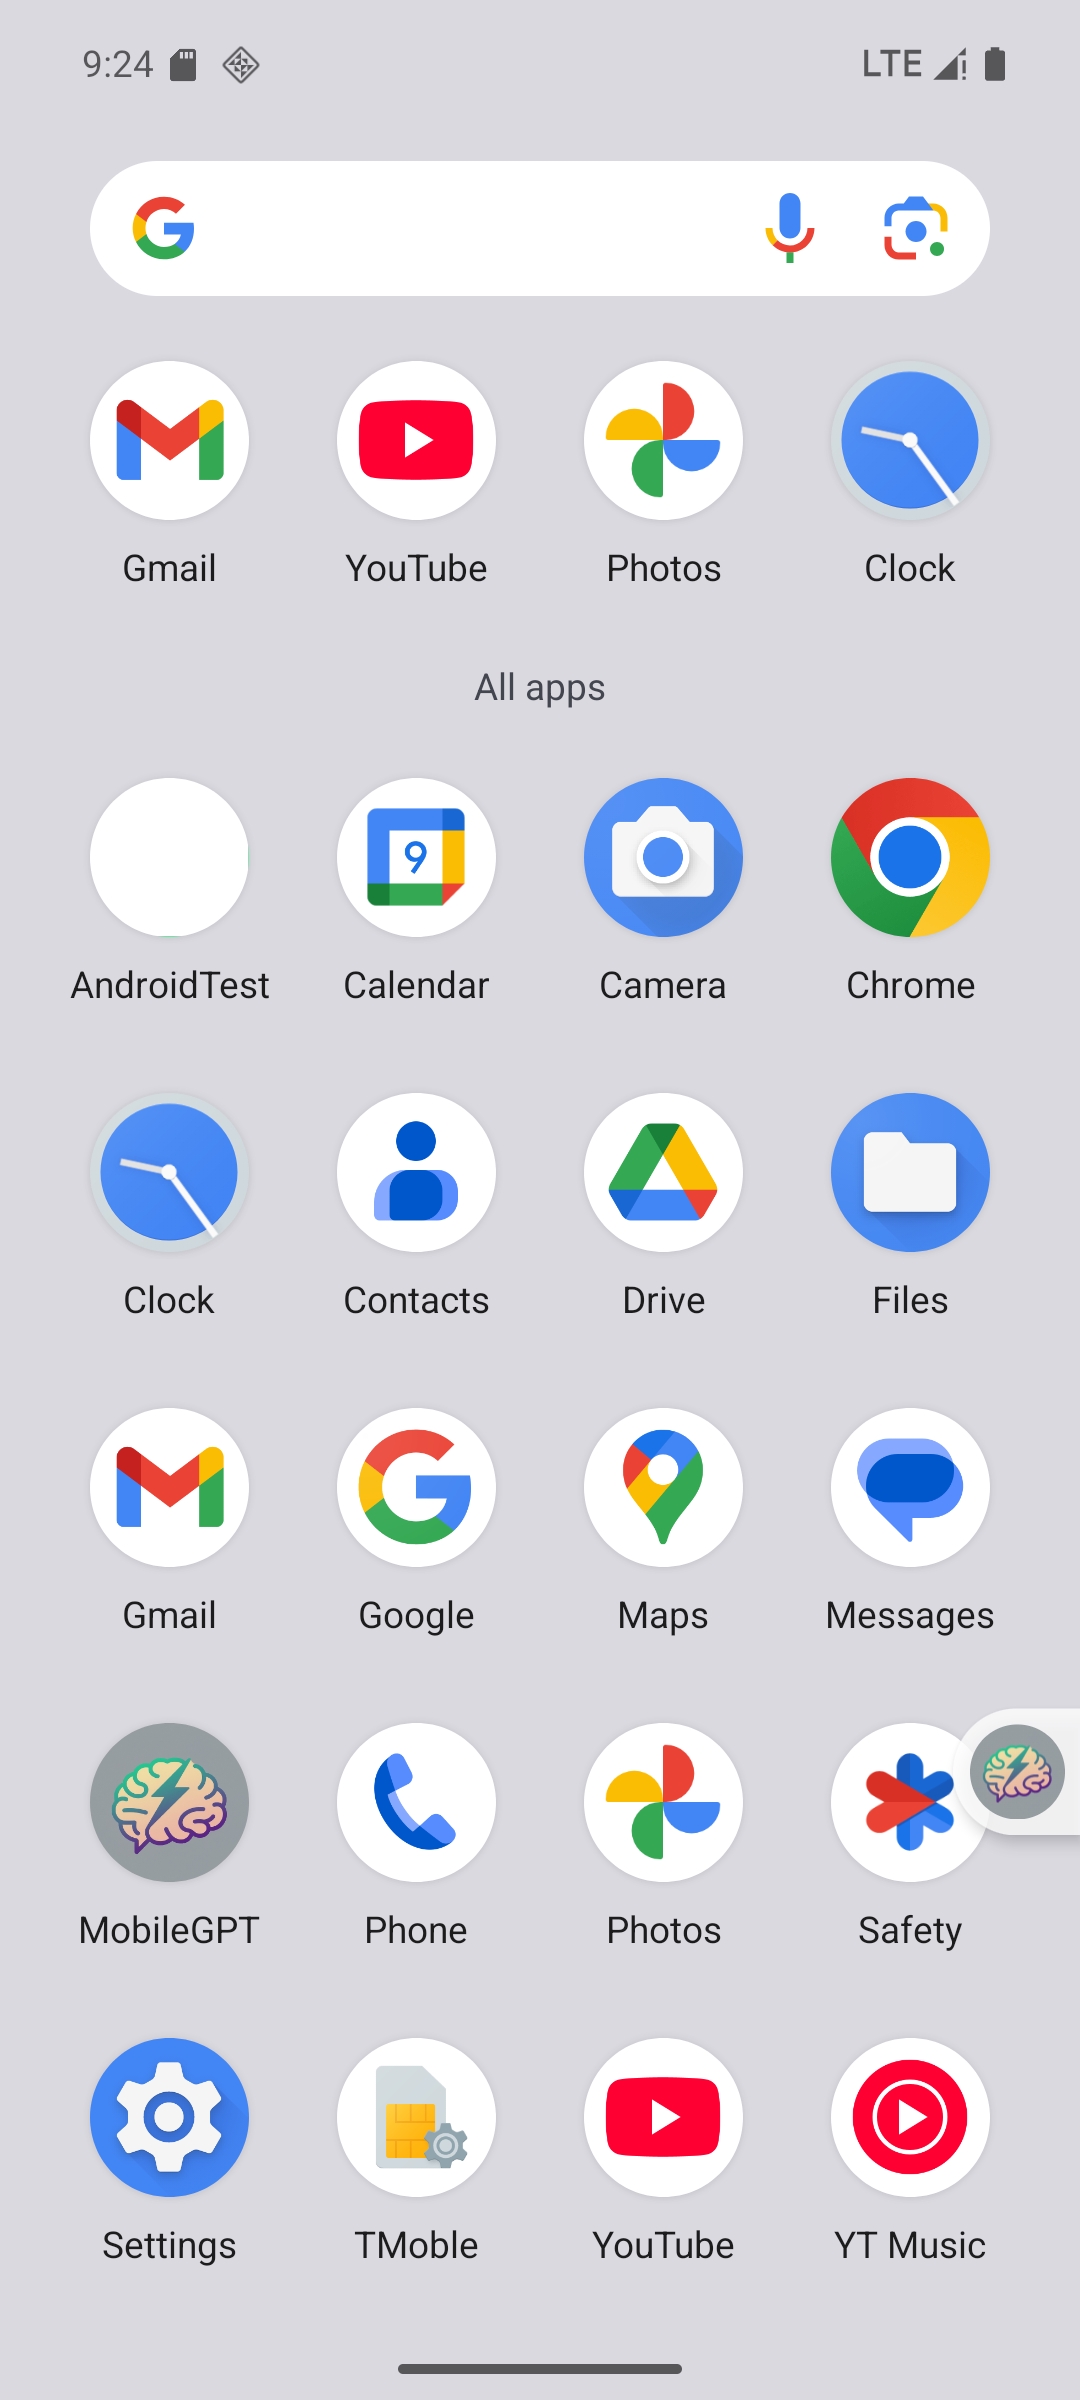 9:24 LTE
Gmail YouTube Photos Clock
All apps
9
AndroidTest Calendar Camera Chrome
Clock Contacts Drive Files
Gmail Google Maps Messages
MobileGPT Phone Photos Safety
Settings TMoble YouTube YT Music